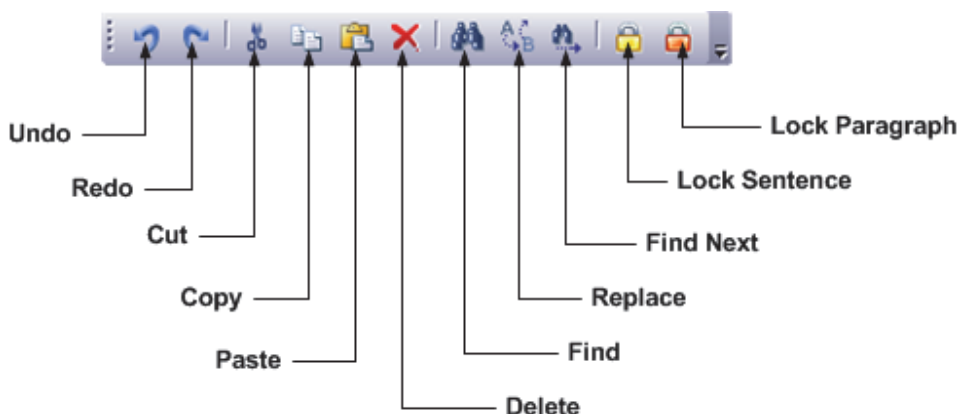 A
B
Undo
Lock Paragraph
Redo
Lock Sentence
Cut
Find Next
Copy
Replace
Paste
Find
Delete